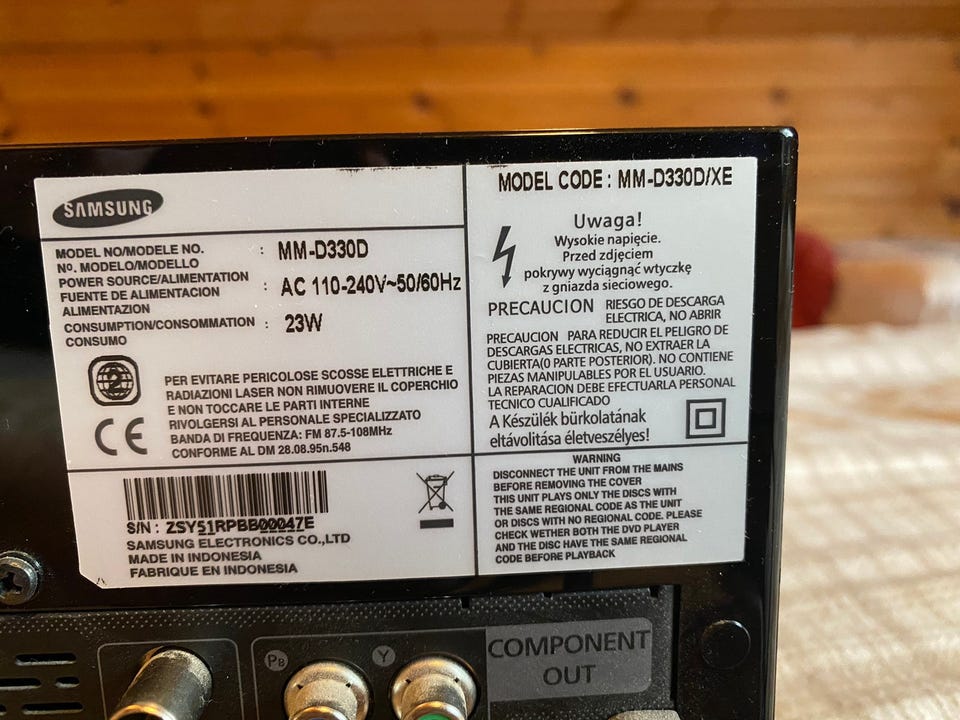 SAMSUNG
MODEL NO/MODELE NO. : MM-D330D
Nº. MODELO/MODELLO
POWER SOURCE/ALIMENTATION : AC 110-240V~50/60Hz
FUENTE DE ALIMENTACION
ALIMENTAZION
CONSUMPTION/CONSOMMATION : 23W
CONSUMO
2
PER EVITARE PERICOLOSE SCOSSE ELETTRICHE E
RADIAZIONI LASER NON RIMUOVERE IL COPERCHIO
E NON TOCCARE LE PARTI INTERNE
RIVOLGERSI AL PERSONALE SPECIALIZZATO
BANDA DI FREQUENZA: FM 87.5-108MHz
CONFORME AL DM 28.08.95n.548
CE
S/N : ZSY51RPBB00047E
SAMSUNG ELECTRONICS CO.,LTD
MADE IN INDONESIA
FABRIQUE EN INDONESIA
MODEL CODE : MM-D330D/XE
Uwaga!
Wysokie napięcie.
Przed zdjęciem
pokrywy wyciągnąć wtyczkę
z gniazda sieciowego.
PRECAUCION RIESGO DE DESCARGA
ELECTRICA, NO ABRIR
PRECAUCION PARA REDUCIR EL PELIGRO DE
DESCARGAS ELECTRICAS, NO EXTRAER LA
CUBIERTA(0 PARTE POSTERIOR). NO CONTIENE
PIEZAS MANIPULABLES POR EL USUARIO.
LA REPARACION DEBE EFECTUARLA PERSONAL
TECNICO CUALIFICADO
A Készülék bürkolatának
eltávolitása életveszélyes!
WARNING
DISCONNECT THE UNIT FROM THE MAINS
BEFORE REMOVING THE COVER
THIS UNIT PLAYS ONLY THE DISCS WITH
THE SAME REGIONAL CODE AS THE UNIT
OR DISCS WITH NO REGIONAL CODE. PLEASE
CHECK WETHER BOTH THE DVD PLAYER
AND THE DISC HAVE THE SAME REGIONAL
CODE BEFORE PLAYBACK
PB
Y
COMPONENT
OUT